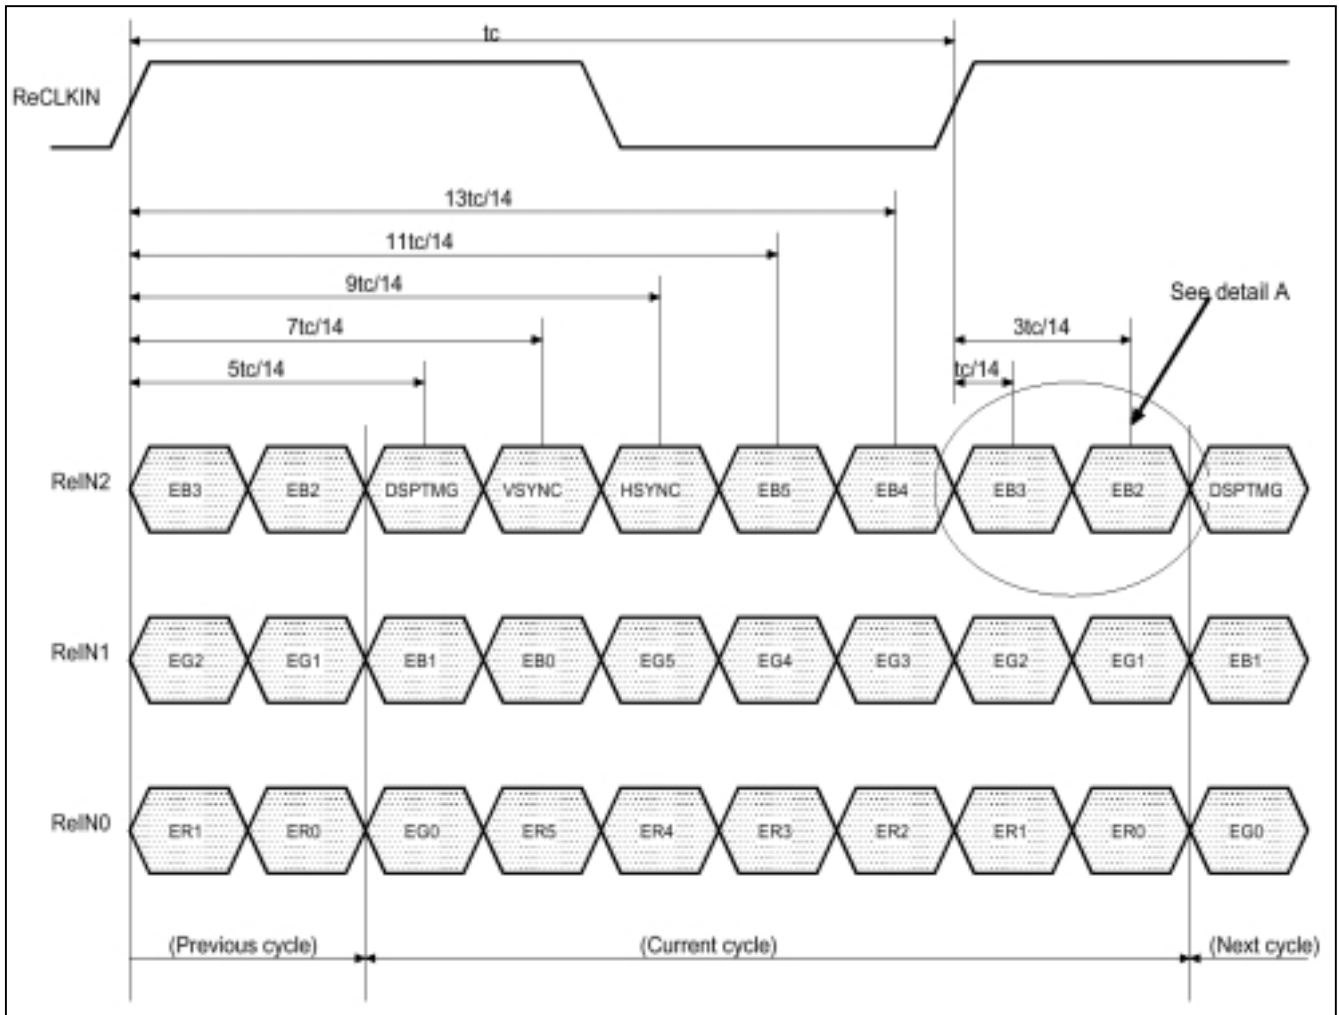 tc
ReCLKIN
13tc/14
11tc/14
9tc/14
See detail A
7tc/14
3tc/14
5tc/14
tc/14
ReIN2 EB3 EB2 DSPTMG VSYNC HSYNC EB5 EB4 EB3 EB2 DSPTMG
ReIN1 EG2 EG1 EB1 EB0 EG5 EG4 EG3 EG2 EG1 EB1
ReIN0 ER1 ER0 EG0 ER5 ER4 ER3 ER2 ER1 ER0 EG0
(Previous cycle) (Current cycle) (Next cycle)